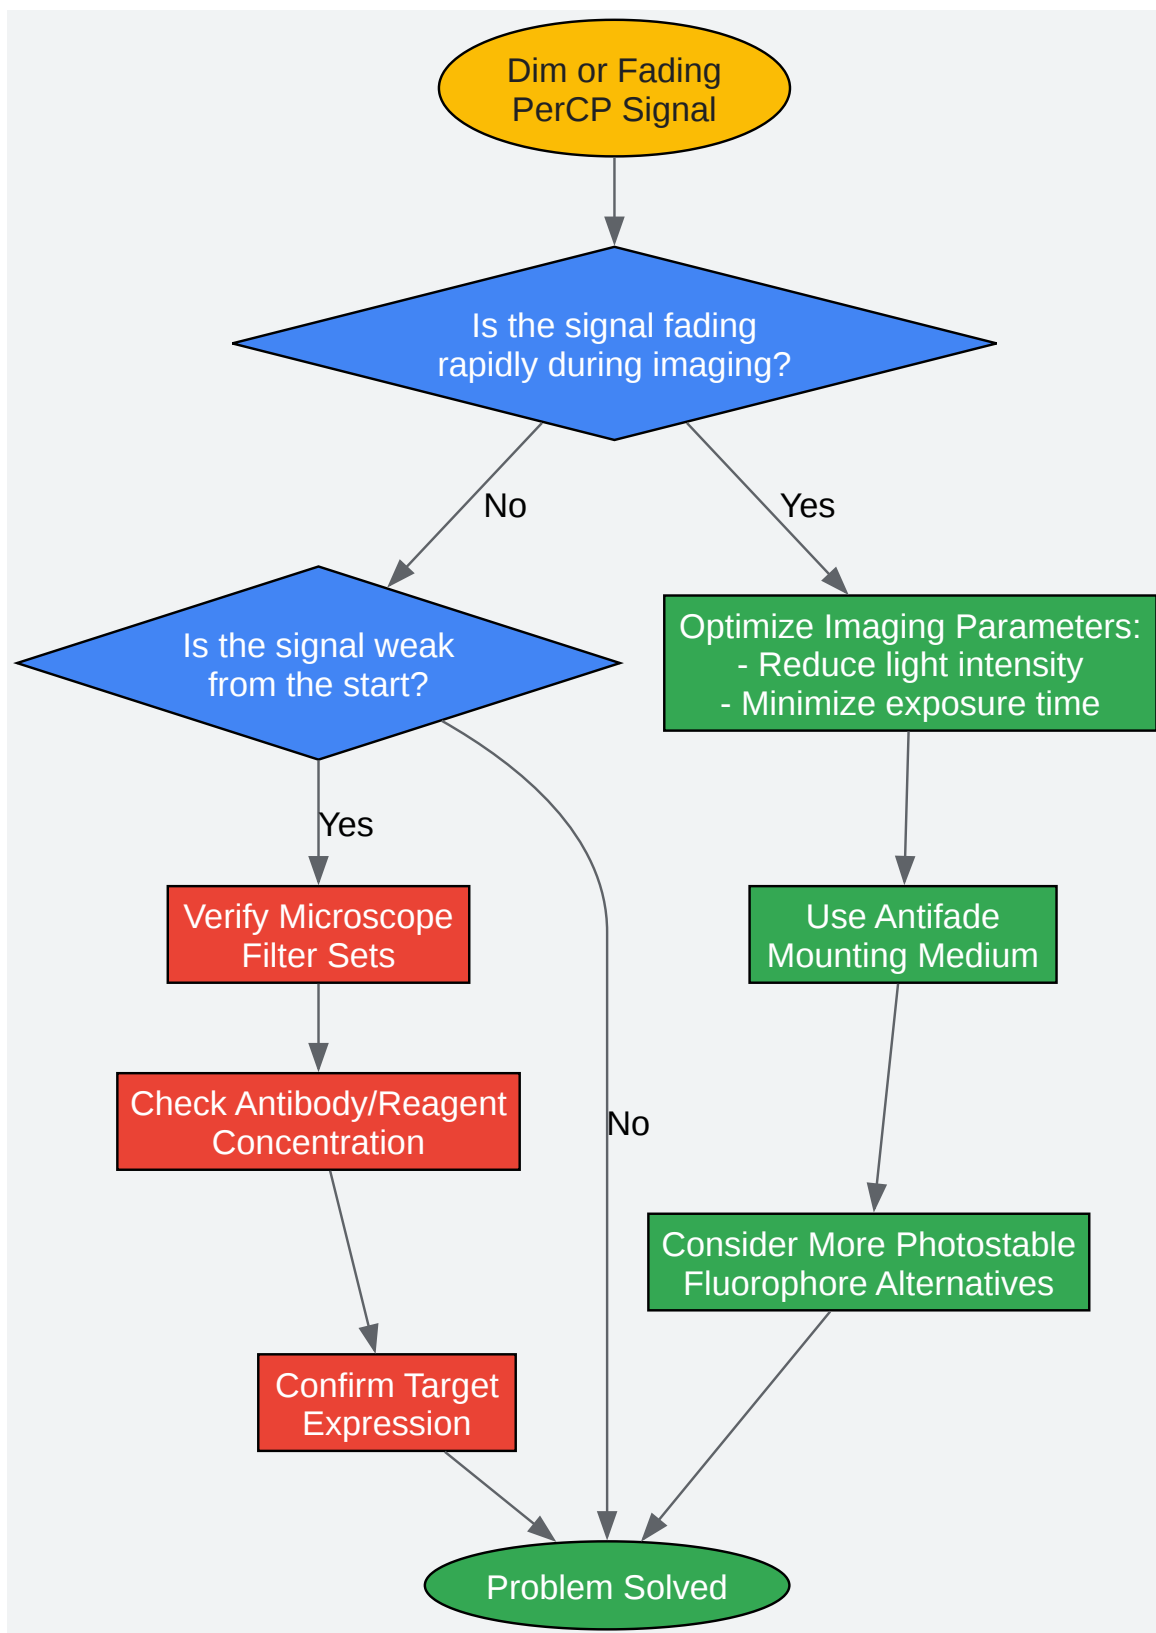 Dim or Fading
PerCP Signal
Is the signal fading
rapidly during imaging?
No
Yes
Is the signal weak
from the start?
Optimize Imaging Parameters:
- Reduce light intensity
- Minimize exposure time
Yes
Verify Microscope
Filter Sets
Use Antifade
Mounting Medium
Check Antibody/Reagent
Concentration
No
Consider More Photostable
Fluorophore Alternatives
Confirm Target
Expression
Problem Solved